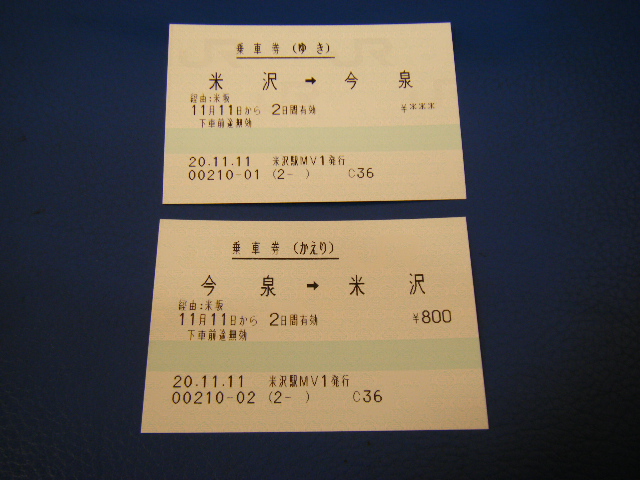 乗車券(ゆき)
米沢 → 今泉
経由:米坂
11月11日から 2日間有効 ¥***
下車前途無効
20.11.11 米沢駅MV1発行
00210-01 (2- ) C36
乗車券(かえり)
今泉 → 米沢
経由:米坂
11月11日から 2日間有効 ¥800
下車前途無効
20.11.11 米沢駅MV1発行
00210-02 (2- ) C36